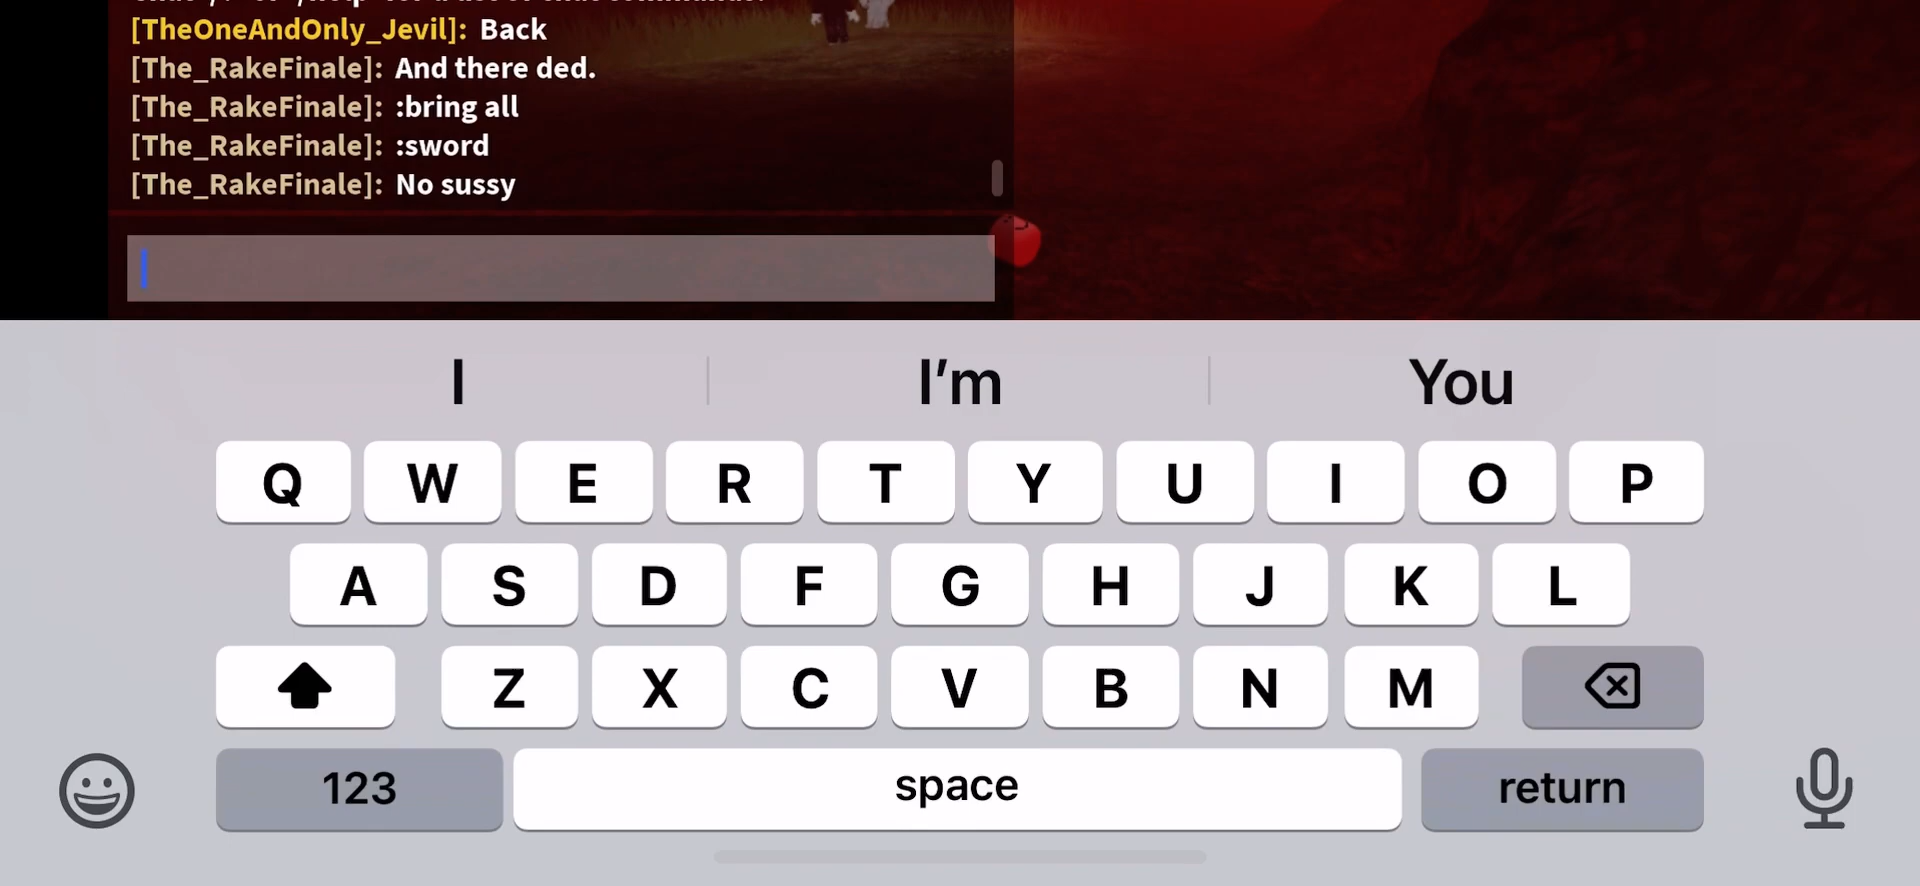 [TheOneAndOnly_Jevil]: Back
[The_RakeFinale]: And there ded.
[The_RakeFinale]: :bring all
[The_RakeFinale]: :sword
[The_RakeFinale]: No sussy
I I'm You
Q W E R T Y U I O P
A S D F G H J K L
Z X C V B N M
123 space return